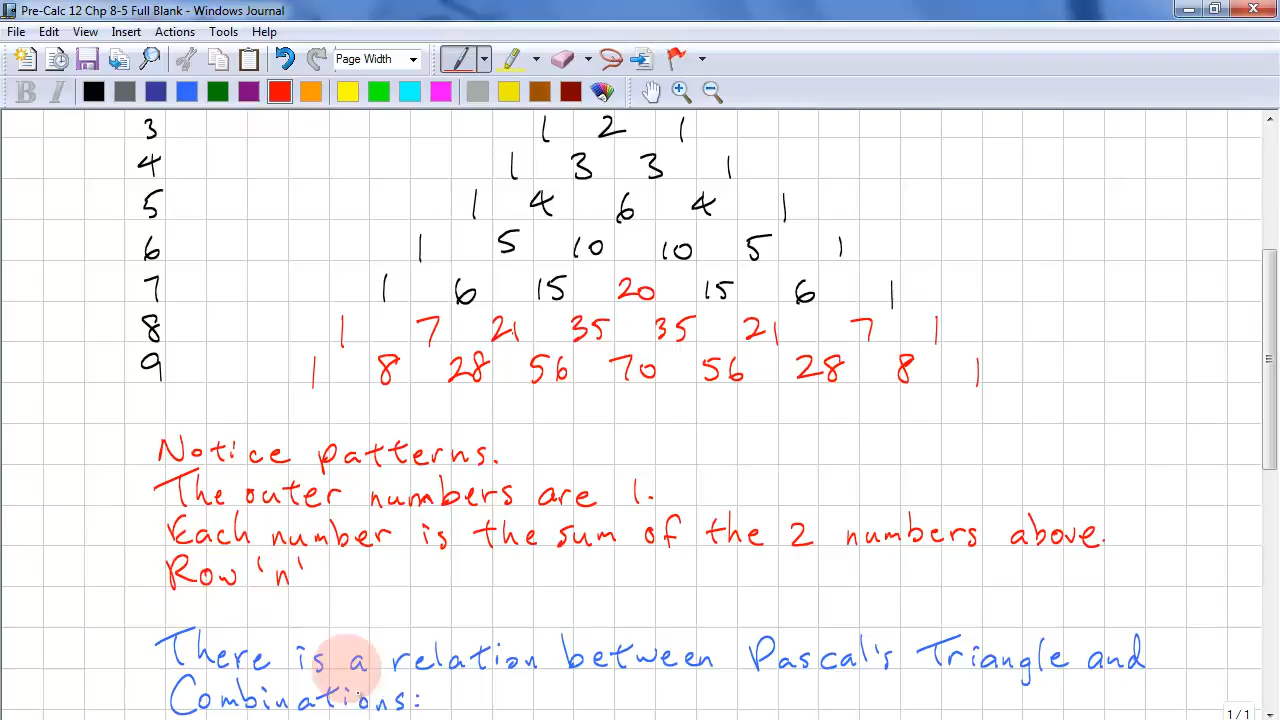 Pre-Calc 12 Chp 8-5 Full Blank - Windows Journal
File Edit View Insert Actions Tools Help
Page Width
B I
3 1 2 1
4 1 3 3 1
5 1 4 6 4 1
6 1 5 10 10 5 1
7 1 6 15 20 15 6 1
8 1 7 21 35 35 21 7 1
9 1 8 28 56 70 56 28 8 1
Notice patterns.
The outer numbers are 1.
Each number is the sum of the 2 numbers above.
Row 'n'
There is a relation between Pascal's Triangle and
Combinations:
1/1